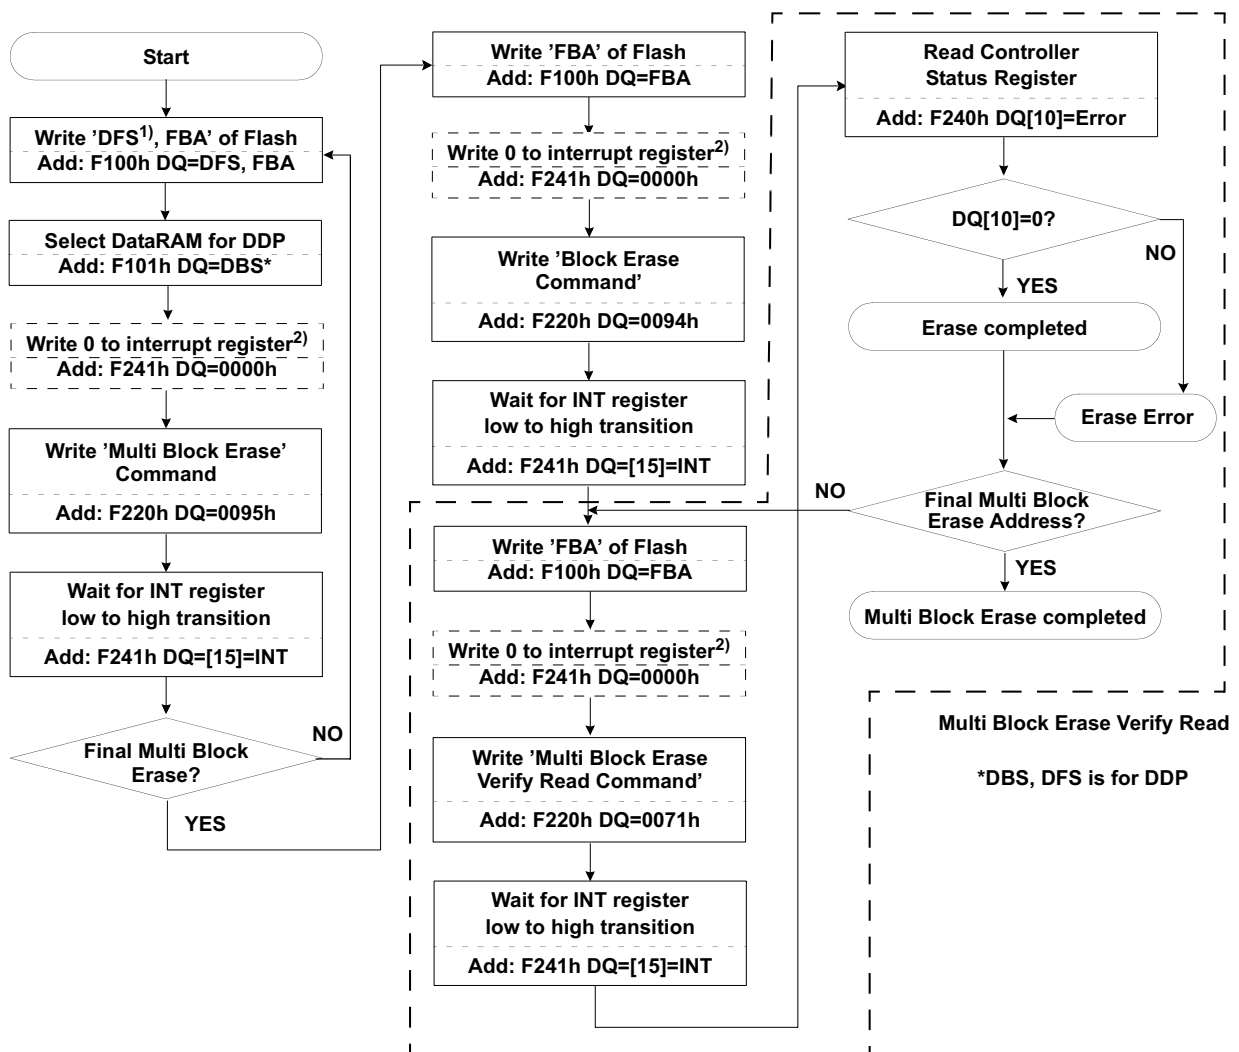 Start
Write ’DFS1), FBA’ of Flash
Add: F100h DQ=DFS, FBA
Select DataRAM for DDP
Add: F101h DQ=DBS*
Write 0 to interrupt register2)
Add: F241h DQ=0000h
Write ’Multi Block Erase’
Command
Add: F220h DQ=0095h
Wait for INT register
low to high transition
Add: F241h DQ=[15]=INT
Final Multi Block
Erase?
NO
YES
Write ’FBA’ of Flash
Add: F100h DQ=FBA
Write 0 to interrupt register2)
Add: F241h DQ=0000h
Write ’Block Erase
Command’
Add: F220h DQ=0094h
Wait for INT register
low to high transition
Add: F241h DQ=[15]=INT
Write ’FBA’ of Flash
Add: F100h DQ=FBA
Write 0 to interrupt register2)
Add: F241h DQ=0000h
Write ’Multi Block Erase
Verify Read Command’
Add: F220h DQ=0071h
Wait for INT register
low to high transition
Add: F241h DQ=[15]=INT
Read Controller
Status Register
Add: F240h DQ[10]=Error
DQ[10]=0?
NO
YES
Erase completed
Erase Error
NO
Final Multi Block
Erase Address?
YES
Multi Block Erase completed
Multi Block Erase Verify Read
*DBS, DFS is for DDP